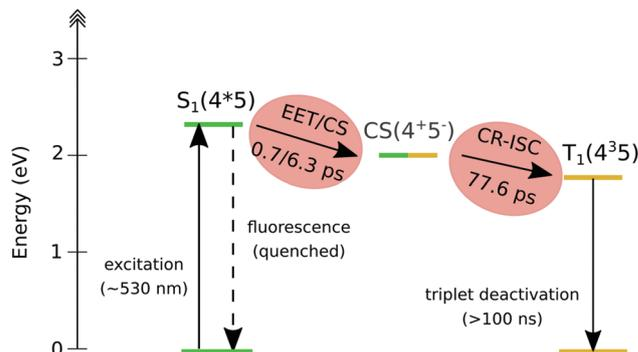 3
2
1
0
Energy (eV)
S₁(4*5)
EET/CS
0.7/6.3 ps
CS(4⁺5⁻)
CR-ISC
77.6 ps
T₁(4³5)
fluorescence
(quenched)
excitation
(~530 nm)
triplet deactivation
(>100 ns)